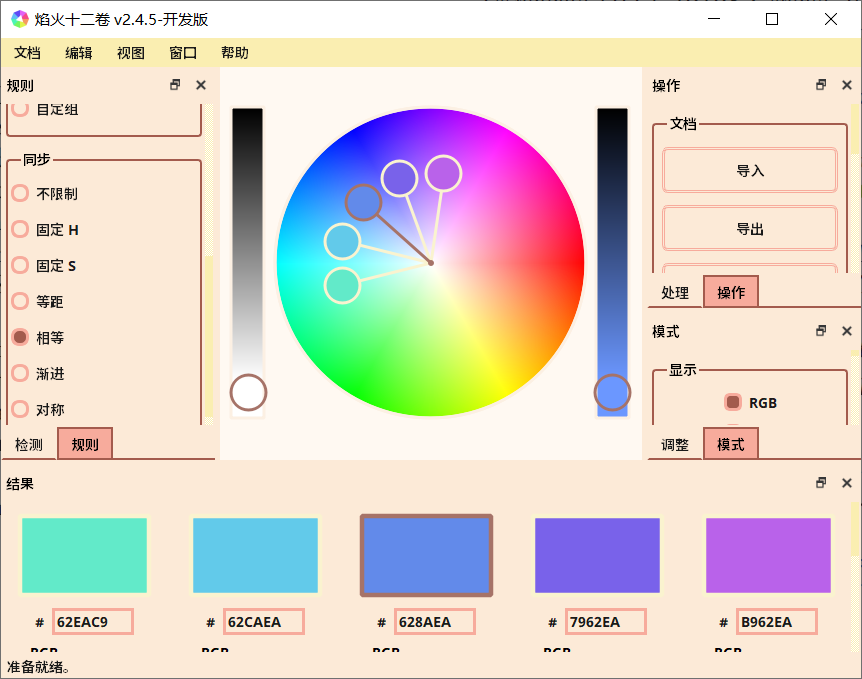 焰火十二卷 v2.4.5-开发版
文档 编辑 视图 窗口 帮助
规则
自定组
同步
不限制
固定 H
固定 S
等距
相等
渐进
对称
检测 规则
操作
文档
导入
导出
处理 操作
模式
显示
RGB
调整 模式
结果
# 62EAC9 # 62CAEA # 628AEA # 7962EA # B962EA
RGB RGB RGB RGB RGB
准备就绪。